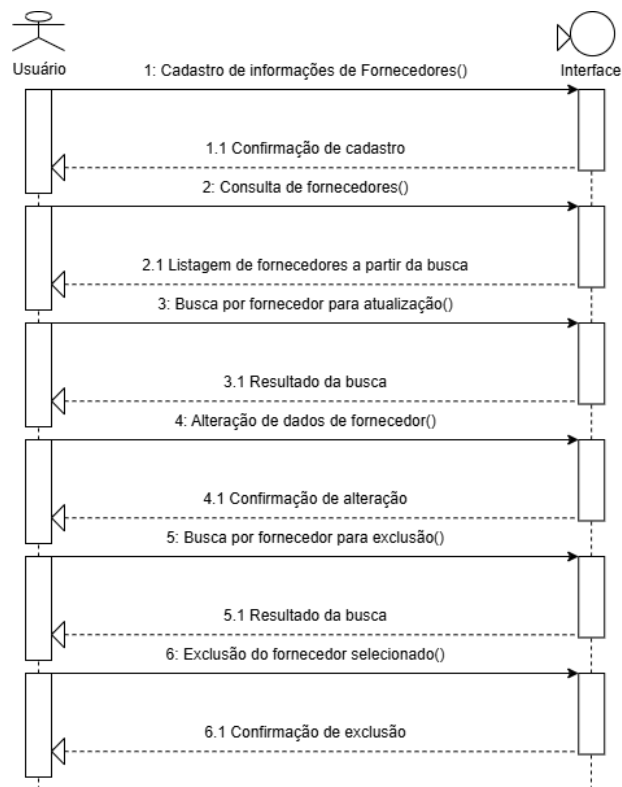 Usuário
1: Cadastro de informações de Fornecedores()
Interface
1.1 Confirmação de cadastro
2: Consulta de fornecedores()
2.1 Listagem de fornecedores a partir da busca
3: Busca por fornecedor para atualização()
3.1 Resultado da busca
4: Alteração de dados de fornecedor()
4.1 Confirmação de alteração
5: Busca por fornecedor para exclusão()
5.1 Resultado da busca
6: Exclusão do fornecedor selecionado()
6.1 Confirmação de exclusão